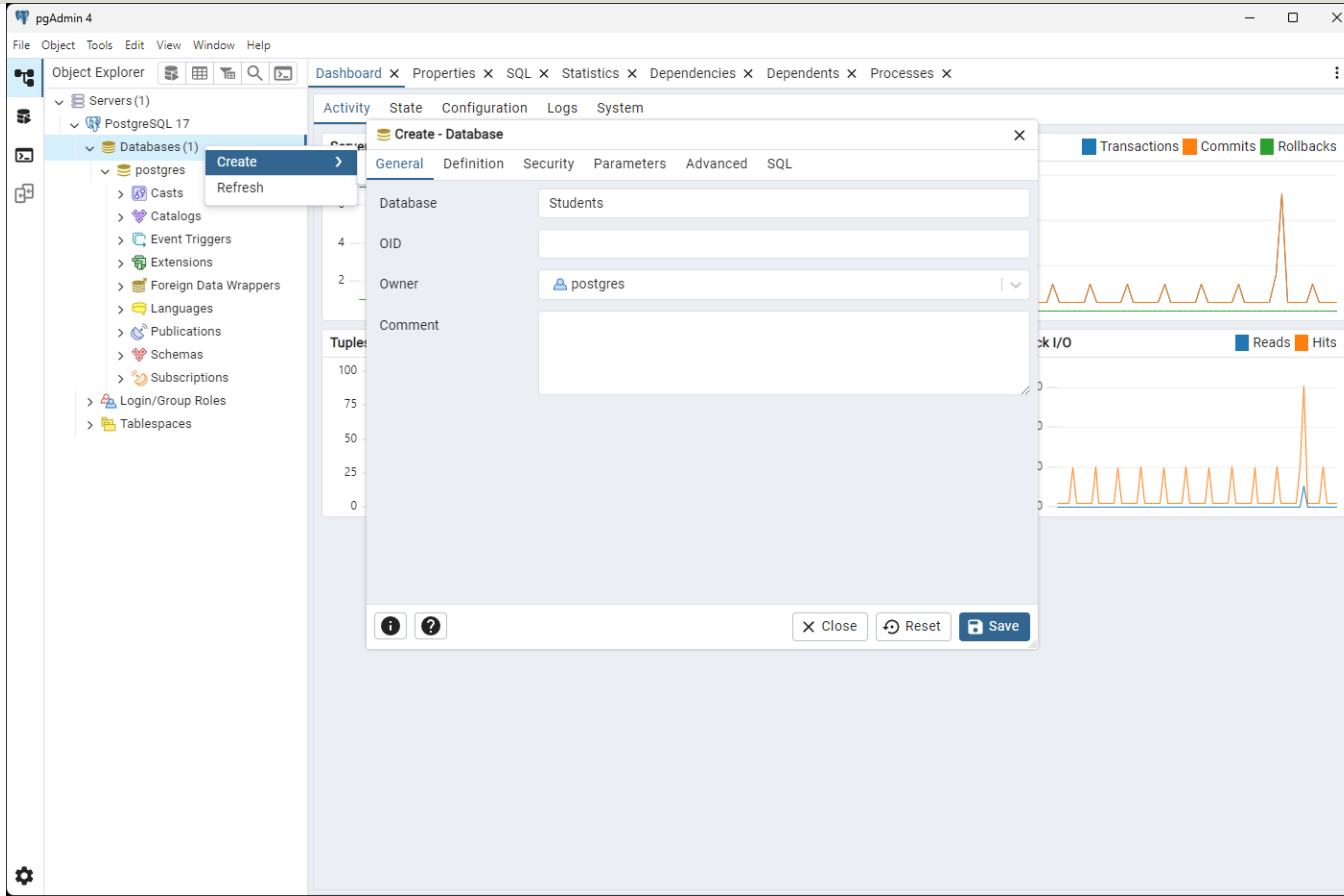 pgAdmin 4
File Object Tools Edit View Window Help
Object Explorer
Dashboard Properties SQL Statistics Dependencies Dependents Processes
Servers (1)
PostgreSQL 17
Databases (1)
postgres
Casts
Catalogs
Event Triggers
Extensions
Foreign Data Wrappers
Languages
Publications
Schemas
Subscriptions
Login/Group Roles
Tablespaces
Create
Refresh
Activity State Configuration Logs System
Transactions Commits Rollbacks
4
2
Tuples
100
75
50
25
0
I/O
Reads Hits
Create - Database
General Definition Security Parameters Advanced SQL
Database Students
OID
Owner postgres
Comment
Close Reset Save